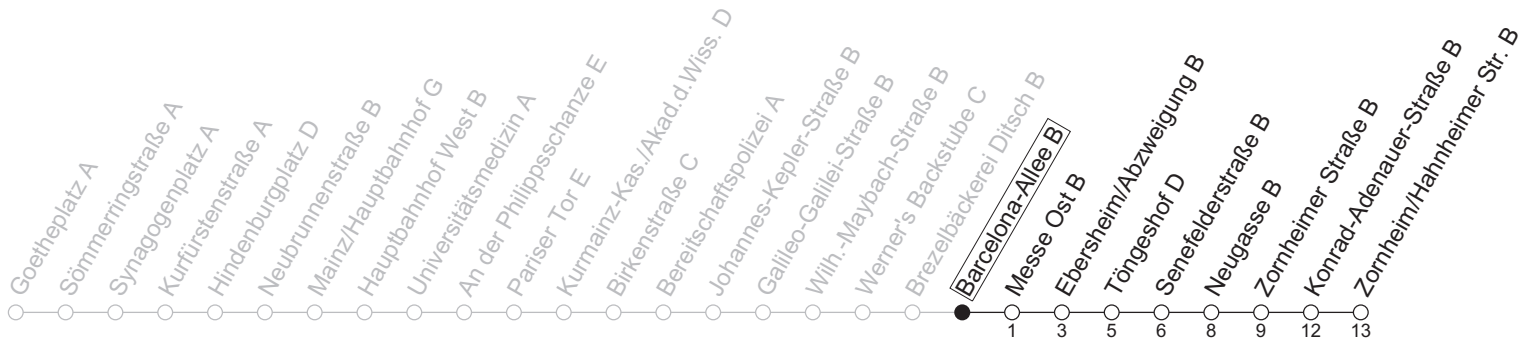 Goetheplatz A
Sömmerringstraße A
Synagogenplatz A
Kurfürstenstraße A
Hindenburgplatz D
Neubrunnenstraße B
Mainz/Hauptbahnhof G
Hauptbahnhof West B
Universitätsmedizin A
An der Philippsschanze E
Pariser Tor E
Kurmainz-Kas./Akad.d.Wiss. D
Birkenstraße C
Bereitschaftspolizei A
Johannes-Kepler-Straße B
Galileo-Galilei-Straße B
Wilh.-Maybach-Straße B
Werner's Backstube C
Brezelbäckerei Ditsch B
Barcelona-Allee B
Messe Ost B
Ebersheim/Abzweigung B
Töngeshof D
Senefelderstraße B
Neugasse B
Zornheimer Straße B
Konrad-Adenauer-Straße B
Zornheim/Hahnheimer Str. B
1 3 5 6 8 9 12 13